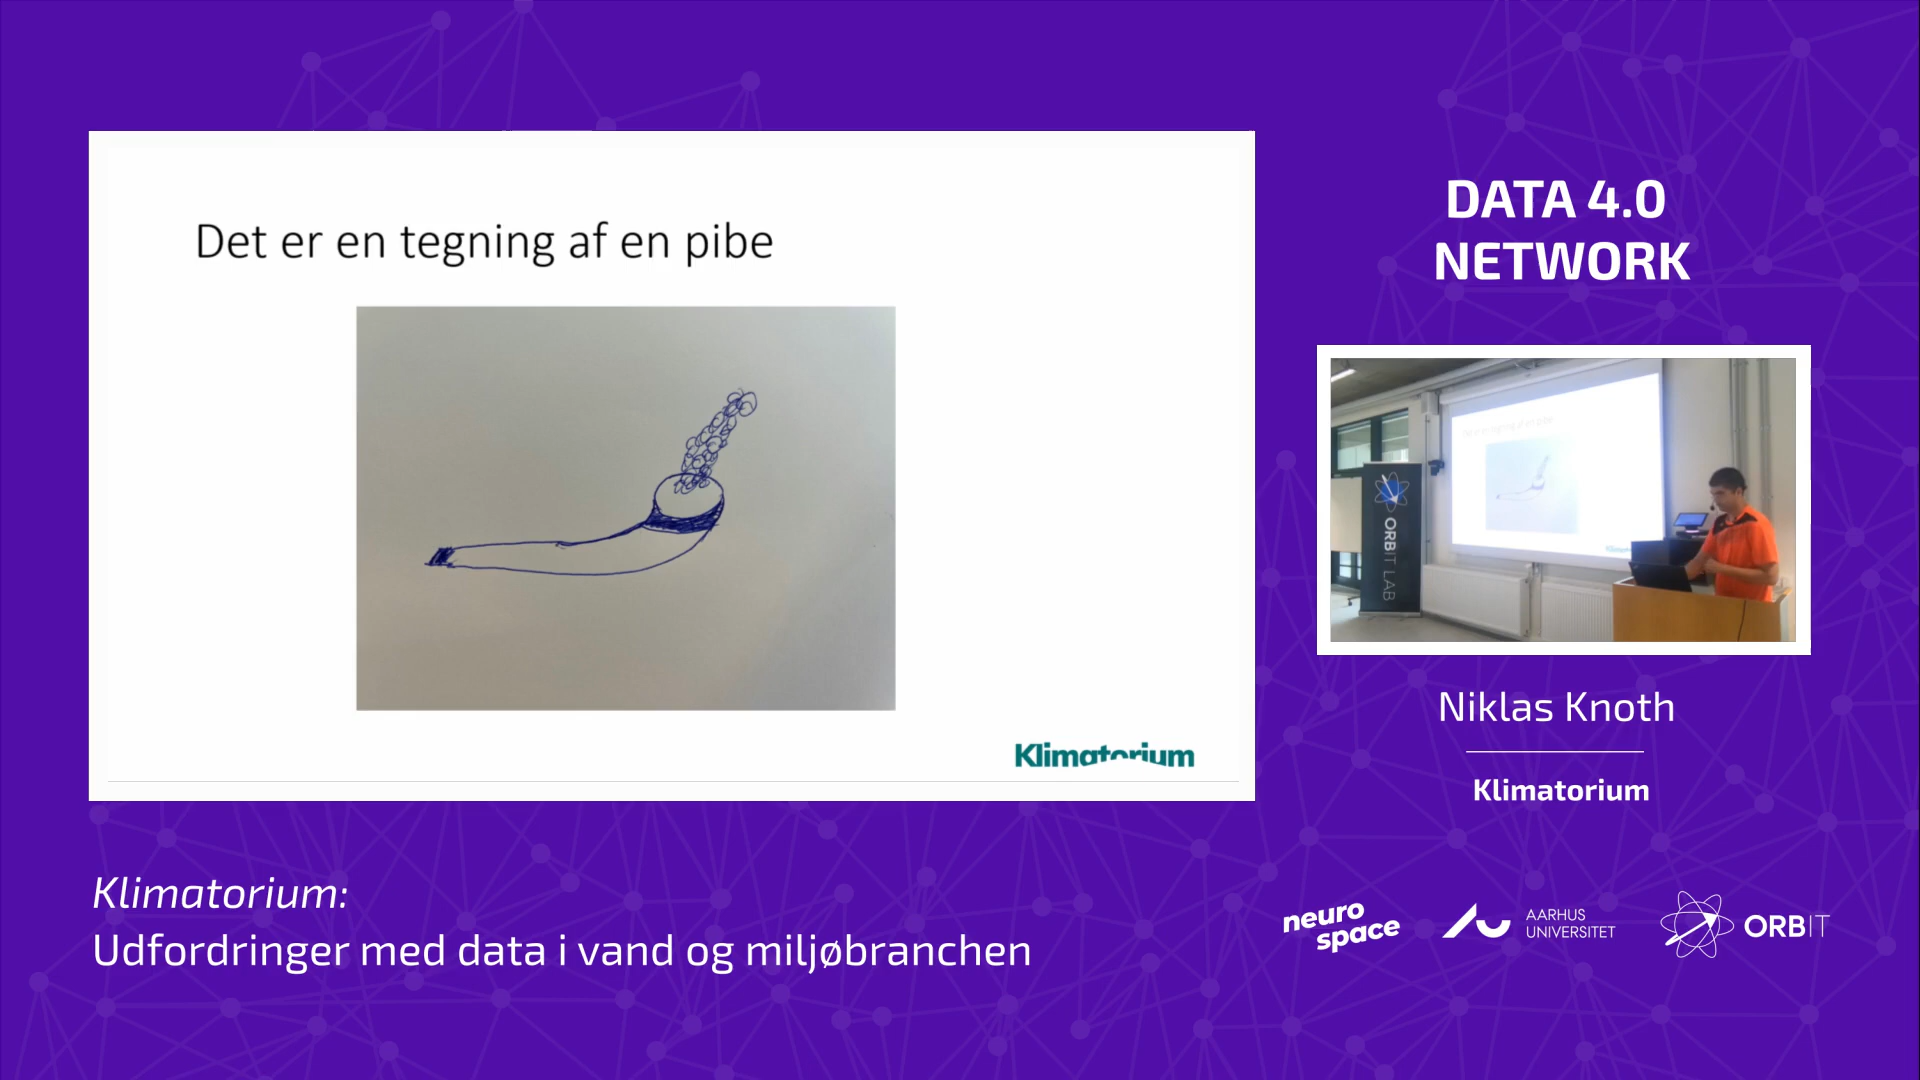 Det er en tegning af en pibe
Klimatorium
DATA 4.0
NETWORK
ORBIT LAB
Niklas Knoth
Klimatorium
Klimatorium:
Udfordringer med data i vand og miljøbranchen
neuro
space
AARHUS
UNIVERSITET
ORBIT